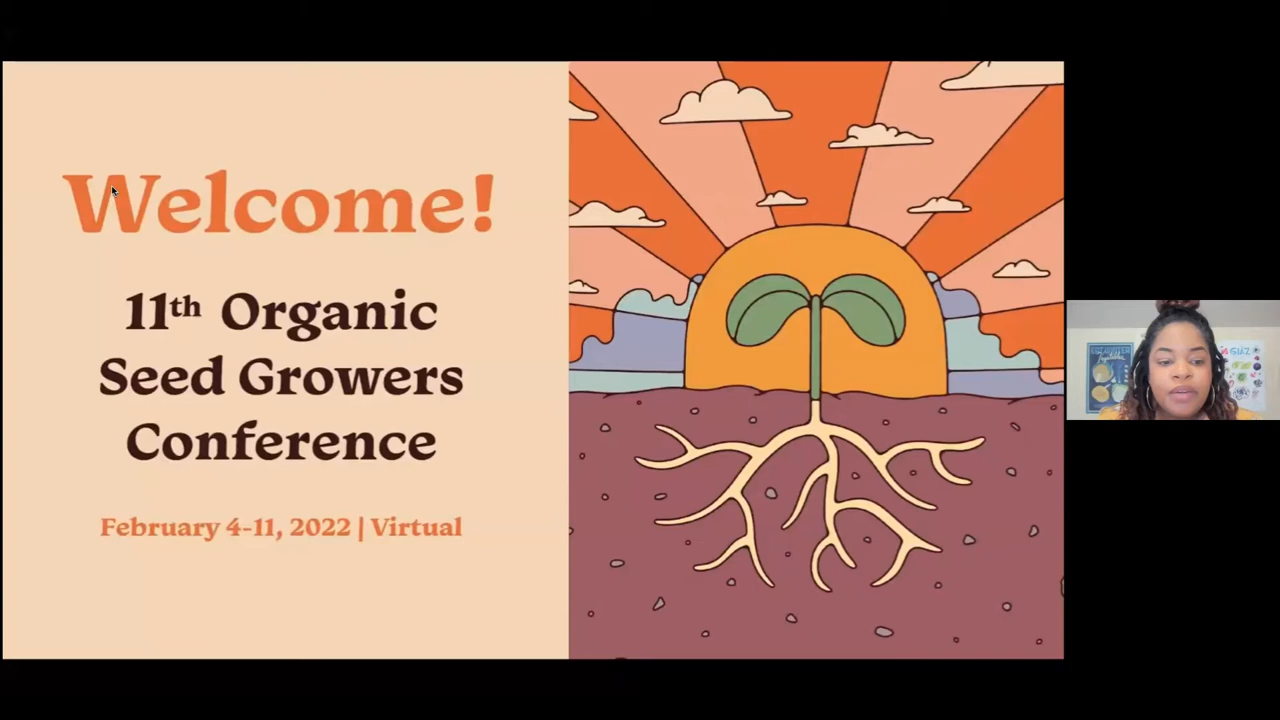 Welcome!
11th Organic
Seed Growers
Conference
February 4-11, 2022 | Virtual